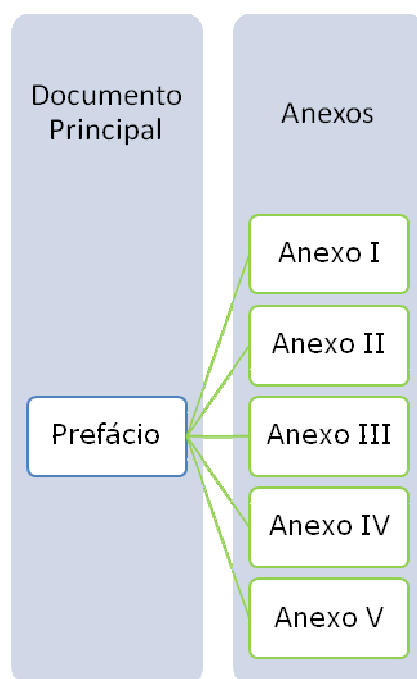 Documento
Principal
Anexos
Anexo I
Anexo II
Prefácio
Anexo III
Anexo IV
Anexo V